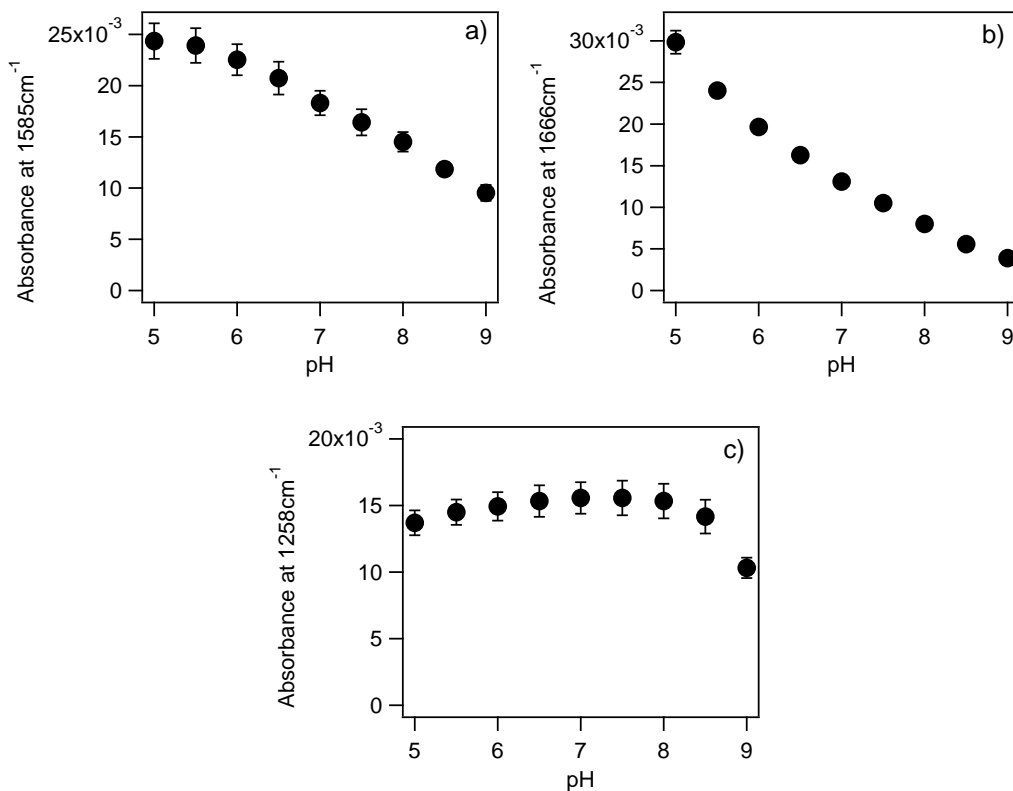 a)
25x10⁻³
20
15
10
5
0
Absorbance at 1585cm⁻¹
5 6 7 8 9
pH
b)
30x10⁻³
25
20
15
10
5
0
Absorbance at 1666cm⁻¹
5 6 7 8 9
pH
c)
20x10⁻³
15
10
5
0
Absorbance at 1258cm⁻¹
5 6 7 8 9
pH